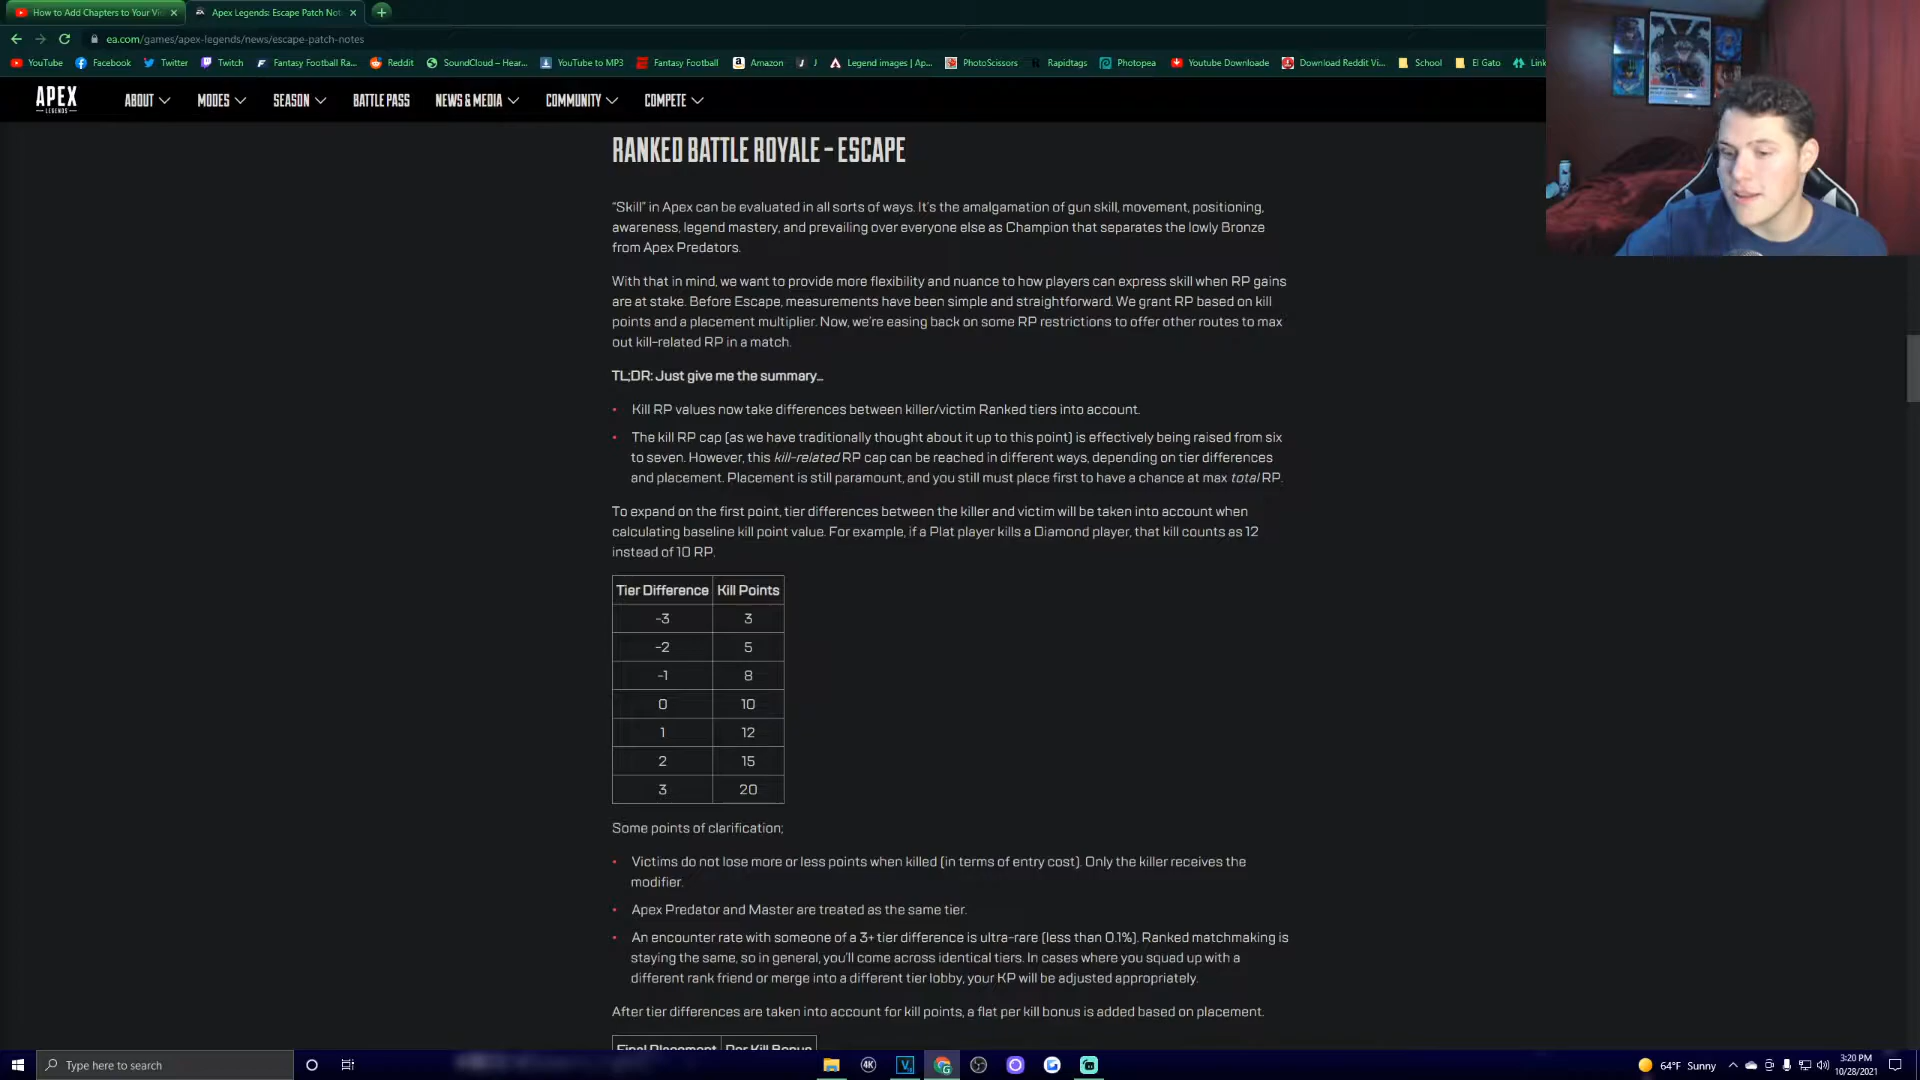 How to Add Chapters to Your Vi
Apex Legends: Escape Patch Not
ea.com/games/apex-legends/news/escape-patch-notes
YouTube Facebook Twitter Twitch Fantasy Football Ra... Reddit SoundCloud – Hear... YouTube to MP3 Fantasy Football Amazon J Legend images | Ap... PhotoScissors Rapidtags Photopea Youtube Downloade Download Reddit Vi... School El Gato Link
APEX LEGENDS
ABOUT MODES SEASON BATTLE PASS NEWS & MEDIA COMMUNITY COMPETE
RANKED BATTLE ROYALE – ESCAPE
“Skill” in Apex can be evaluated in all sorts of ways. It’s the amalgamation of gun skill, movement, positioning,
awareness, legend mastery, and prevailing over everyone else as Champion that separates the lowly Bronze
from Apex Predators.
With that in mind, we want to provide more flexibility and nuance to how players can express skill when RP gains
are at stake. Before Escape, measurements have been simple and straightforward. We grant RP based on kill
points and a placement multiplier. Now, we’re easing back on some RP restrictions to offer other routes to max
out kill-related RP in a match.
TL;DR: Just give me the summary…
• Kill RP values now take differences between killer/victim Ranked tiers into account.
• The kill RP cap (as we have traditionally thought about it up to this point) is effectively being raised from six
to seven. However, this kill-related RP cap can be reached in different ways, depending on tier differences
and placement. Placement is still paramount, and you still must place first to have a chance at max total RP.
To expand on the first point, tier differences between the killer and victim will be taken into account when
calculating baseline kill point value. For example, if a Plat player kills a Diamond player, that kill counts as 12
instead of 10 RP.
Tier Difference Kill Points
-3 3
-2 5
-1 8
0 10
1 12
2 15
3 20
Some points of clarification;
• Victims do not lose more or less points when killed (in terms of entry cost). Only the killer receives the
modifier.
• Apex Predator and Master are treated as the same tier.
• An encounter rate with someone of a 3+ tier difference is ultra-rare (less than 0.1%). Ranked matchmaking is
staying the same, so in general, you’ll come across identical tiers. In cases where you squad up with a
different rank friend or merge into a different tier lobby, your KP will be adjusted appropriately.
After tier differences are taken into account for kill points, a flat per kill bonus is added based on placement.
Final Placement Per Kill Bonus
Type here to search
4K
64°F Sunny
3:20 PM
10/28/2021